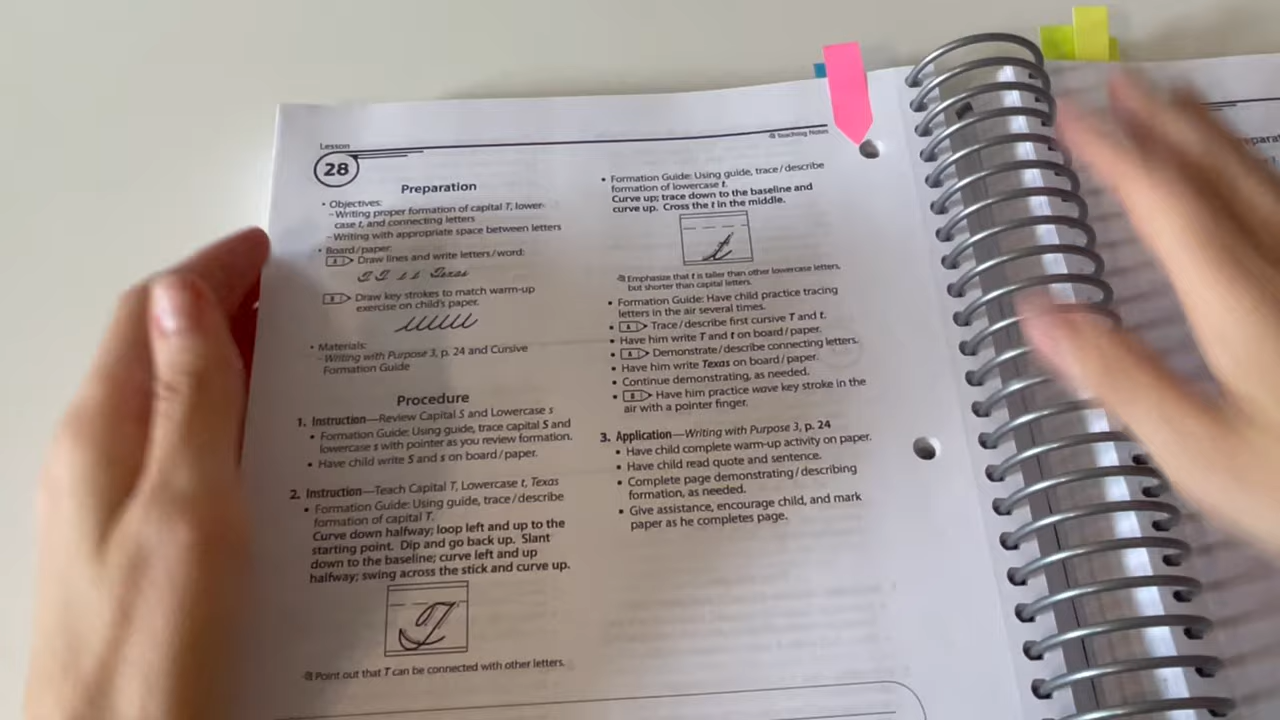 Lesson
28
Teaching Notes
Preparation
• Objectives:
–Writing proper formation of capital T, lower-
case t, and connecting letters
–Writing with appropriate space between letters
• Board/paper:
A Draw lines and write letters/word:
T T t t Texas
B Draw key strokes to match warm-up
exercise on child's paper.
• Materials:
–Writing with Purpose 3, p. 24 and Cursive
Formation Guide
Procedure
1. Instruction—Review Capital S and Lowercase s
• Formation Guide: Using guide, trace capital S and
lowercase s with pointer as you review formation.
• Have child write S and s on board/paper.
2. Instruction—Teach Capital T, Lowercase t, Texas
• Formation Guide: Using guide, trace/describe
formation of capital T.
Curve down halfway; loop left and up to the
starting point. Dip and go back up. Slant
down to the baseline; curve left and up
halfway; swing across the stick and curve up.
T
Point out that T can be connected with other letters.
• Formation Guide: Using guide, trace/describe
formation of lowercase t.
Curve up; trace down to the baseline and
curve up. Cross the t in the middle.
t
Emphasize that t is taller than other lowercase letters,
but shorter than capital letters.
• Formation Guide: Have child practice tracing
letters in the air several times.
• A Trace/describe first cursive T and t.
• Have him write T and t on board/paper.
• A Demonstrate/describe connecting letters.
• Have him write Texas on board/paper.
• Continue demonstrating, as needed.
• B Have him practice wave key stroke in the
air with a pointer finger.
3. Application—Writing with Purpose 3, p. 24
• Have child complete warm-up activity on paper.
• Have child read quote and sentence.
• Complete page demonstrating/describing
formation, as needed.
• Give assistance, encourage child, and mark
paper as he completes page.